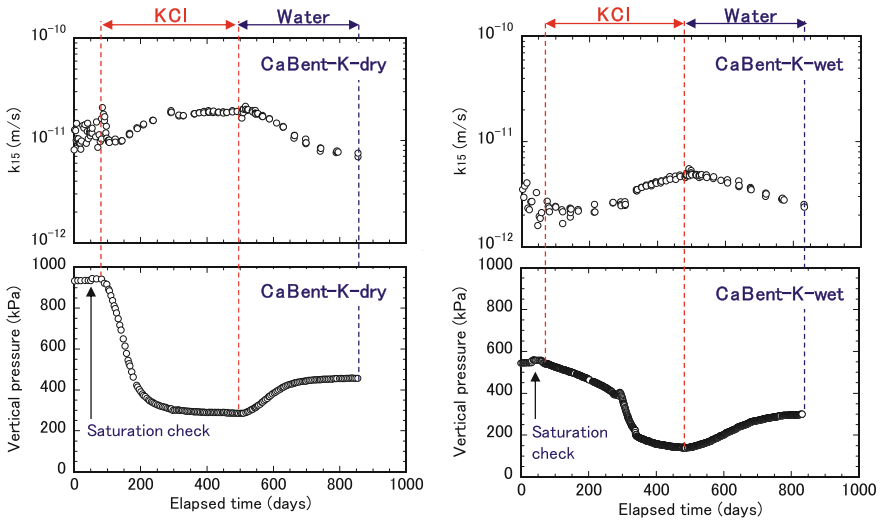 KCl Water
10⁻¹⁰
CaBent-K-dry
k₁₅ (m/s)
10⁻¹¹
10⁻¹²
1000
CaBent-K-dry
800
Vertical pressure (kPa)
600
400
Saturation check
200
0
0 200 400 600 800 1000
Elapsed time (days)
KCl Water
10⁻¹⁰
CaBent-K-wet
k₁₅ (m/s)
10⁻¹¹
10⁻¹²
1000
CaBent-K-wet
800
Vertical pressure (kPa)
600
400
200
Saturation
check
0
0 200 400 600 800 1000
Elapsed time (days)